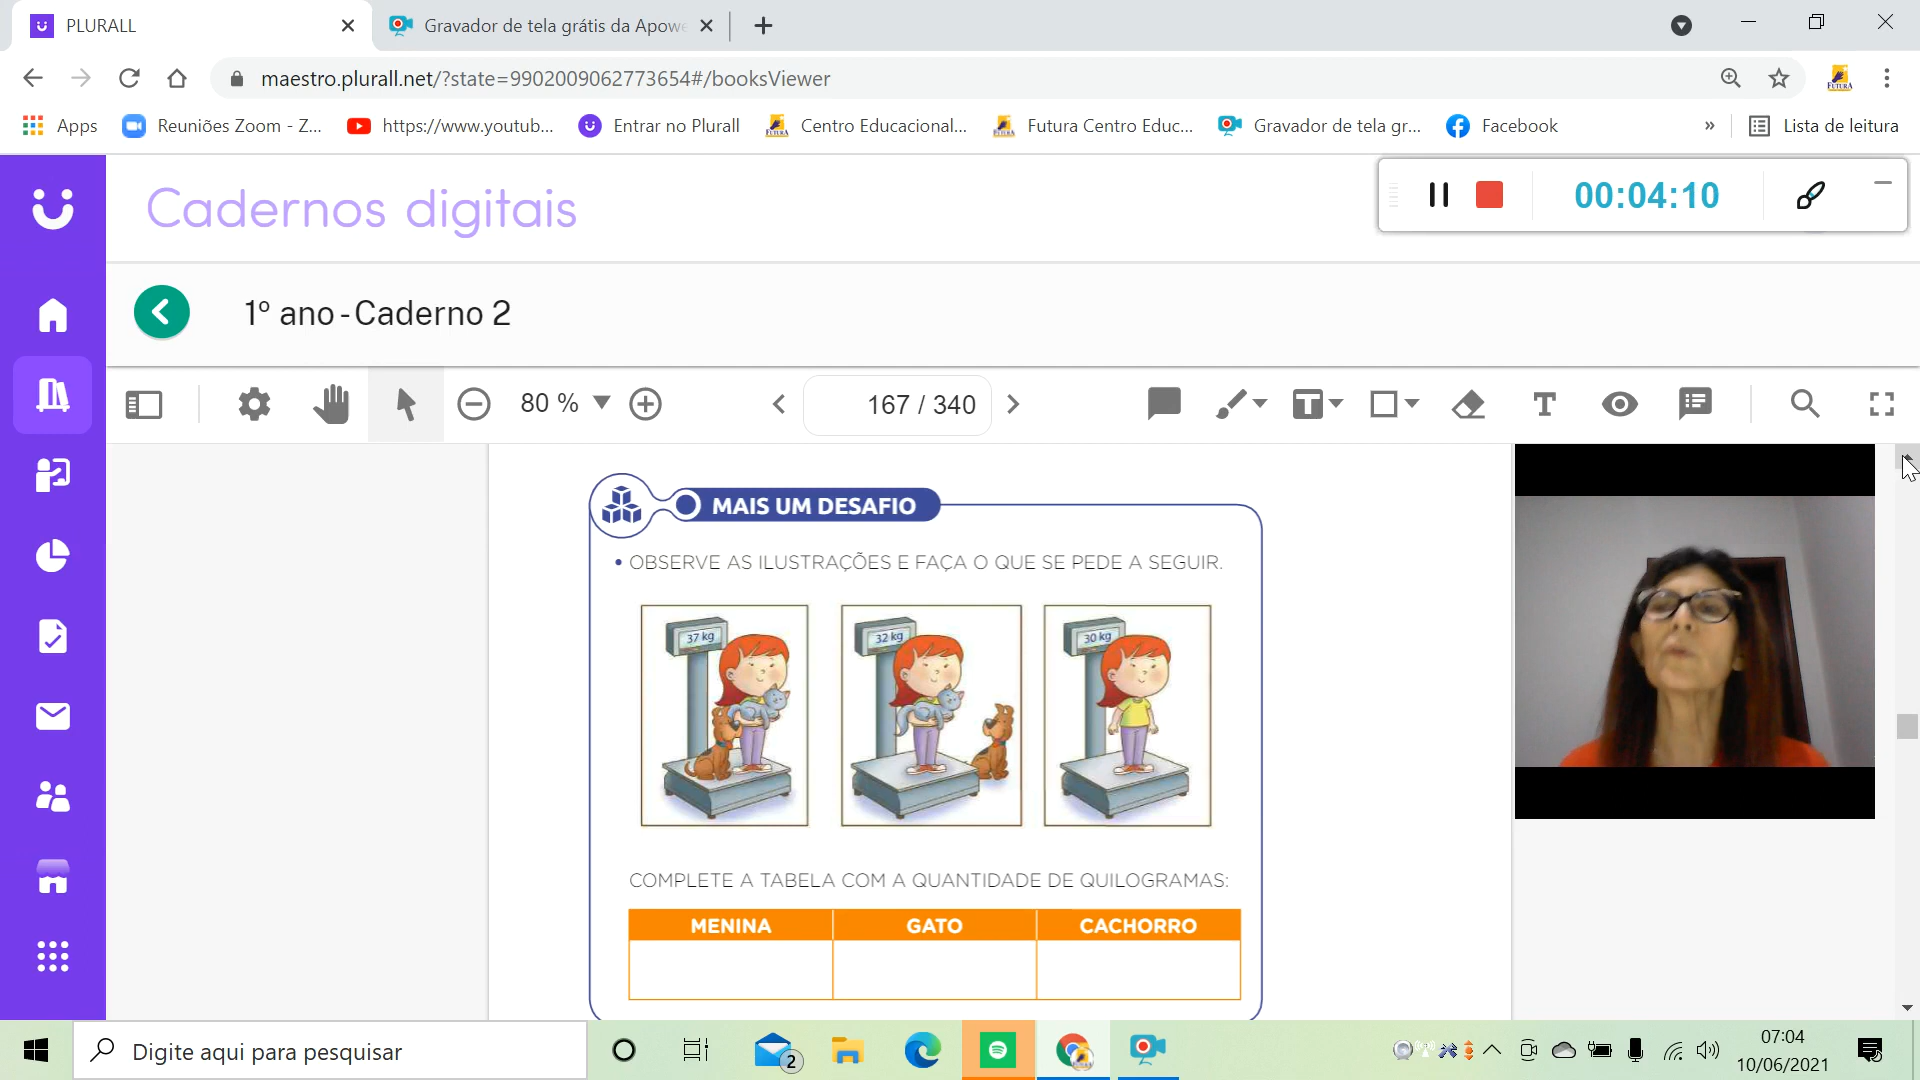 PLURALL
Gravador de tela grátis da Apowe
maestro.plurall.net/?state=9902009062773654#/booksViewer
FUTURA
Apps
Reuniões Zoom - Z...
https://www.youtub...
Entrar no Plurall
Centro Educacional...
Futura Centro Educ...
Gravador de tela gr...
Facebook
»
Lista de leitura
Cadernos digitais
00:04:10
1º ano - Caderno 2
80 %
167 / 340
MAIS UM DESAFIO
• OBSERVE AS ILUSTRAÇÕES E FAÇA O QUE SE PEDE A SEGUIR.
37 kg
32 kg
30 kg
COMPLETE A TABELA COM A QUANTIDADE DE QUILOGRAMAS:
MENINA
GATO
CACHORRO
Digite aqui para pesquisar
2
07:04
10/06/2021